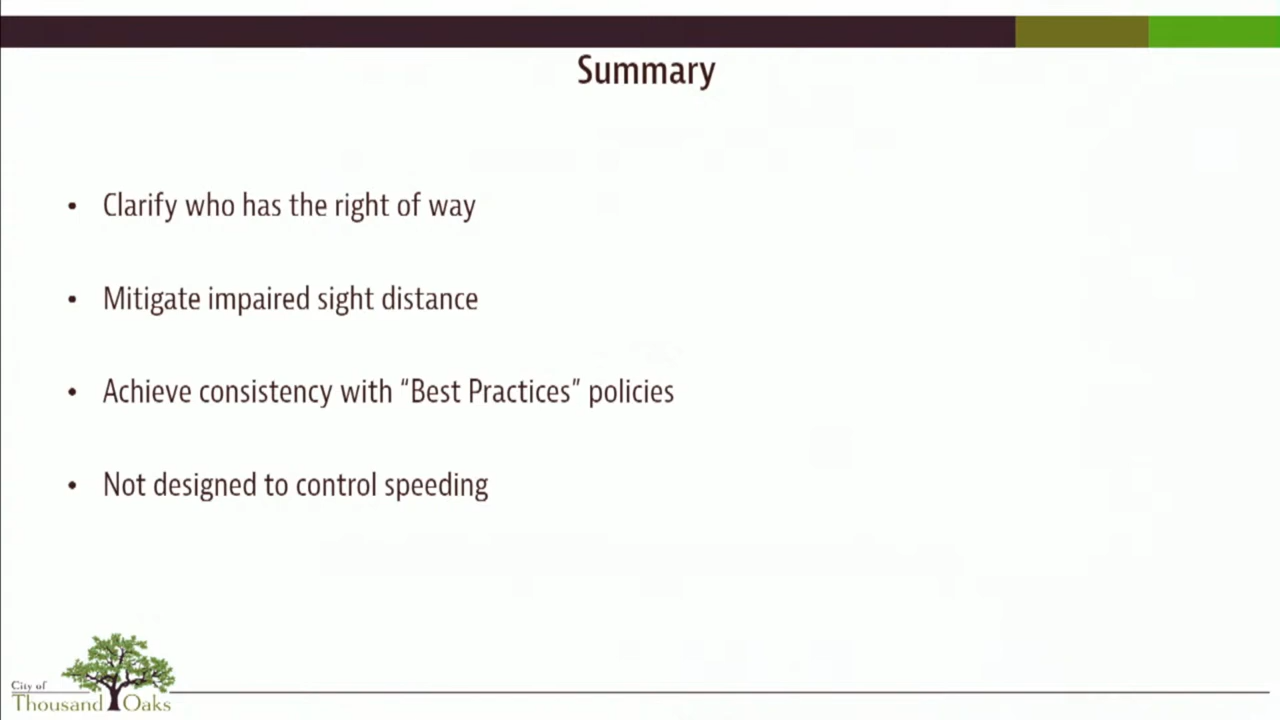 Summary
• Clarify who has the right of way
• Mitigate impaired sight distance
• Achieve consistency with “Best Practices” policies
• Not designed to control speeding
City of
Thousand Oaks